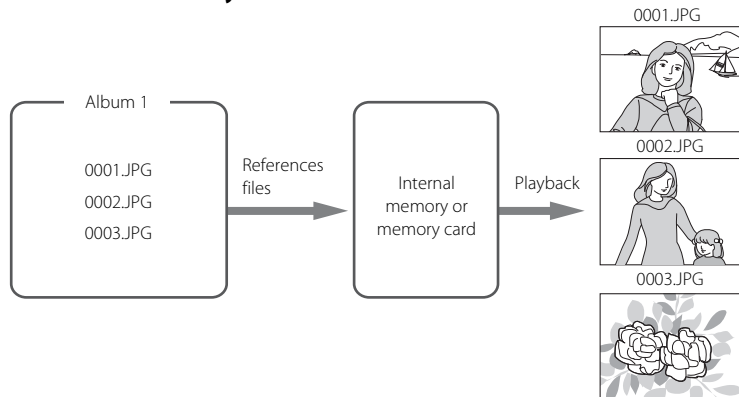 Album 1
0001.JPG
0002.JPG
0003.JPG
References
files
Internal
memory or
memory card
Playback
0001.JPG
0002.JPG
0003.JPG